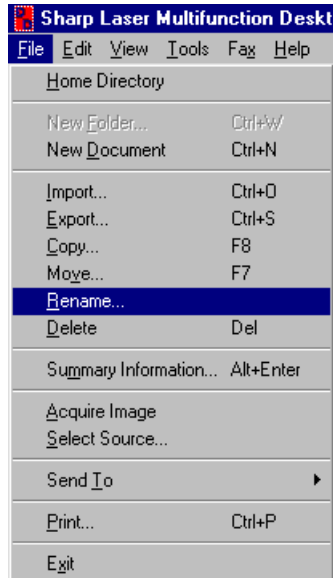 Sharp Laser Multifunction Deskt
File Edit View Tools Fax Help
Home Directory
New Folder... Ctrl+W
New Document Ctrl+N
Import... Ctrl+O
Export... Ctrl+S
Copy... F8
Move... F7
Rename...
Delete Del
Summary Information... Alt+Enter
Acquire Image
Select Source...
Send To
Print... Ctrl+P
Exit